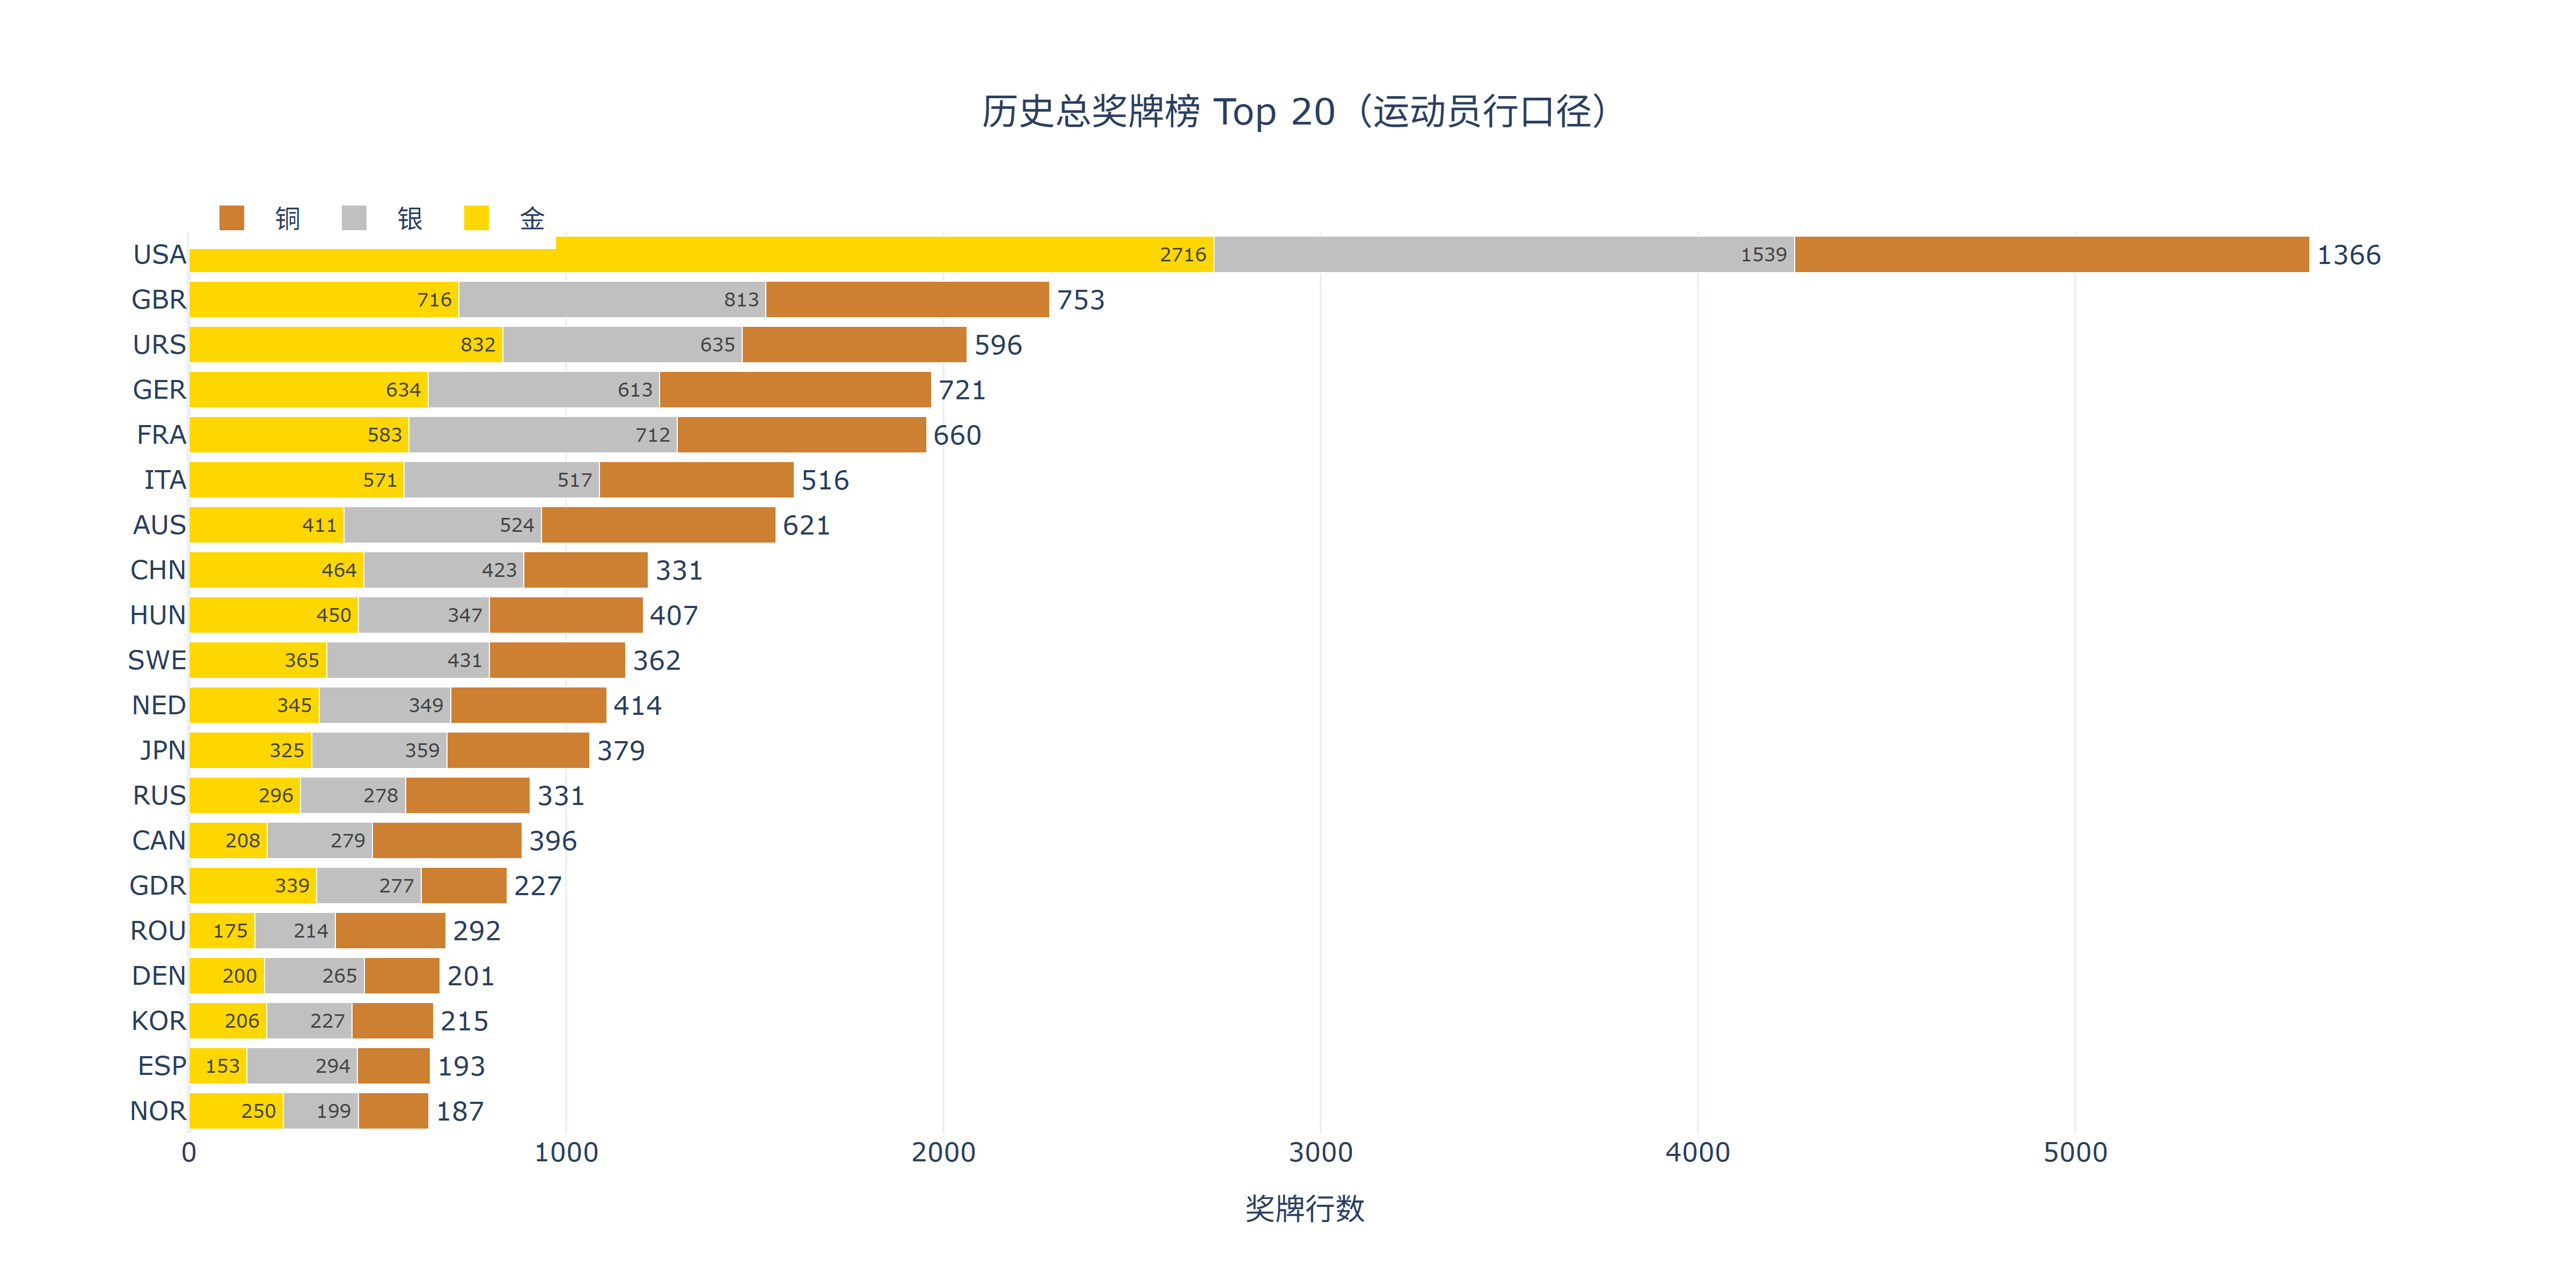 历史总奖牌榜 Top 20（运动员行口径）
铜 银 金
USA 2716 1539 1366
GBR 716 813 753
URS 832 635 596
GER 634 613 721
FRA 583 712 660
ITA 571 517 516
AUS 411 524 621
CHN 464 423 331
HUN 450 347 407
SWE 365 431 362
NED 345 349 414
JPN 325 359 379
RUS 296 278 331
CAN 208 279 396
GDR 339 277 227
ROU 175 214 292
DEN 200 265 201
KOR 206 227 215
ESP 153 294 193
NOR 250 199 187
0 1000 2000 3000 4000 5000
奖牌行数